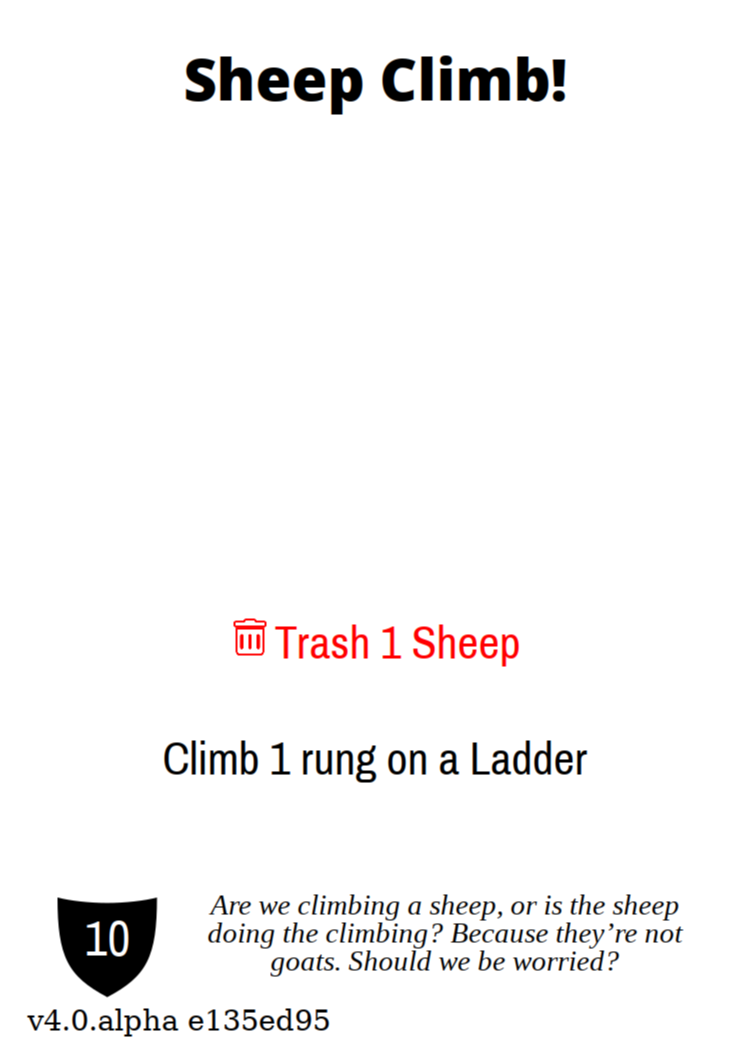 Sheep Climb!
Trash 1 Sheep
Climb 1 rung on a Ladder
10
Are we climbing a sheep, or is the sheep
doing the climbing? Because they’re not
goats. Should we be worried?
v4.0.alpha e135ed95